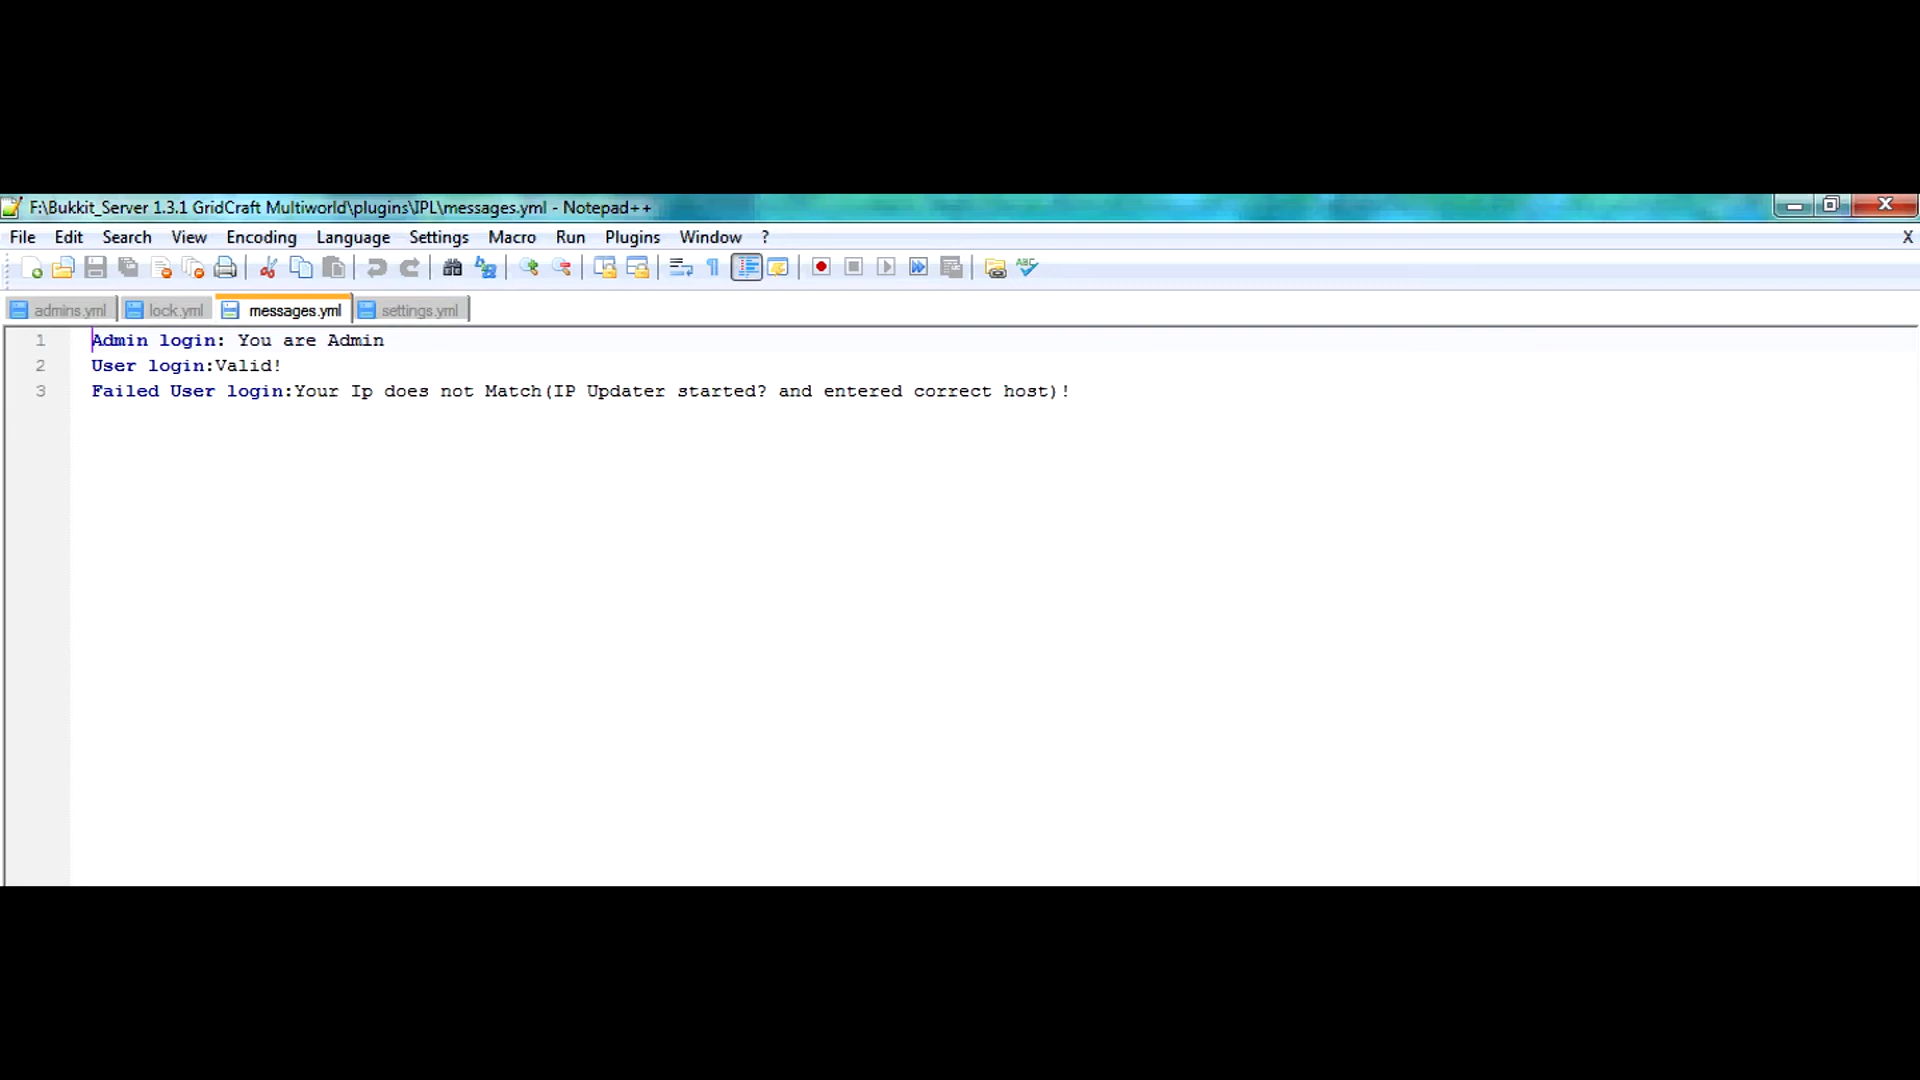 F:\Bukkit_Server 1.3.1 GridCraft Multiworld\plugins\IPL\messages.yml - Notepad++
File Edit Search View Encoding Language Settings Macro Run Plugins Window ? X
admins.yml lock.yml messages.yml settings.yml
1 Admin login: You are Admin
2 User login:Valid!
3 Failed User login:Your Ip does not Match(IP Updater started? and entered correct host)!